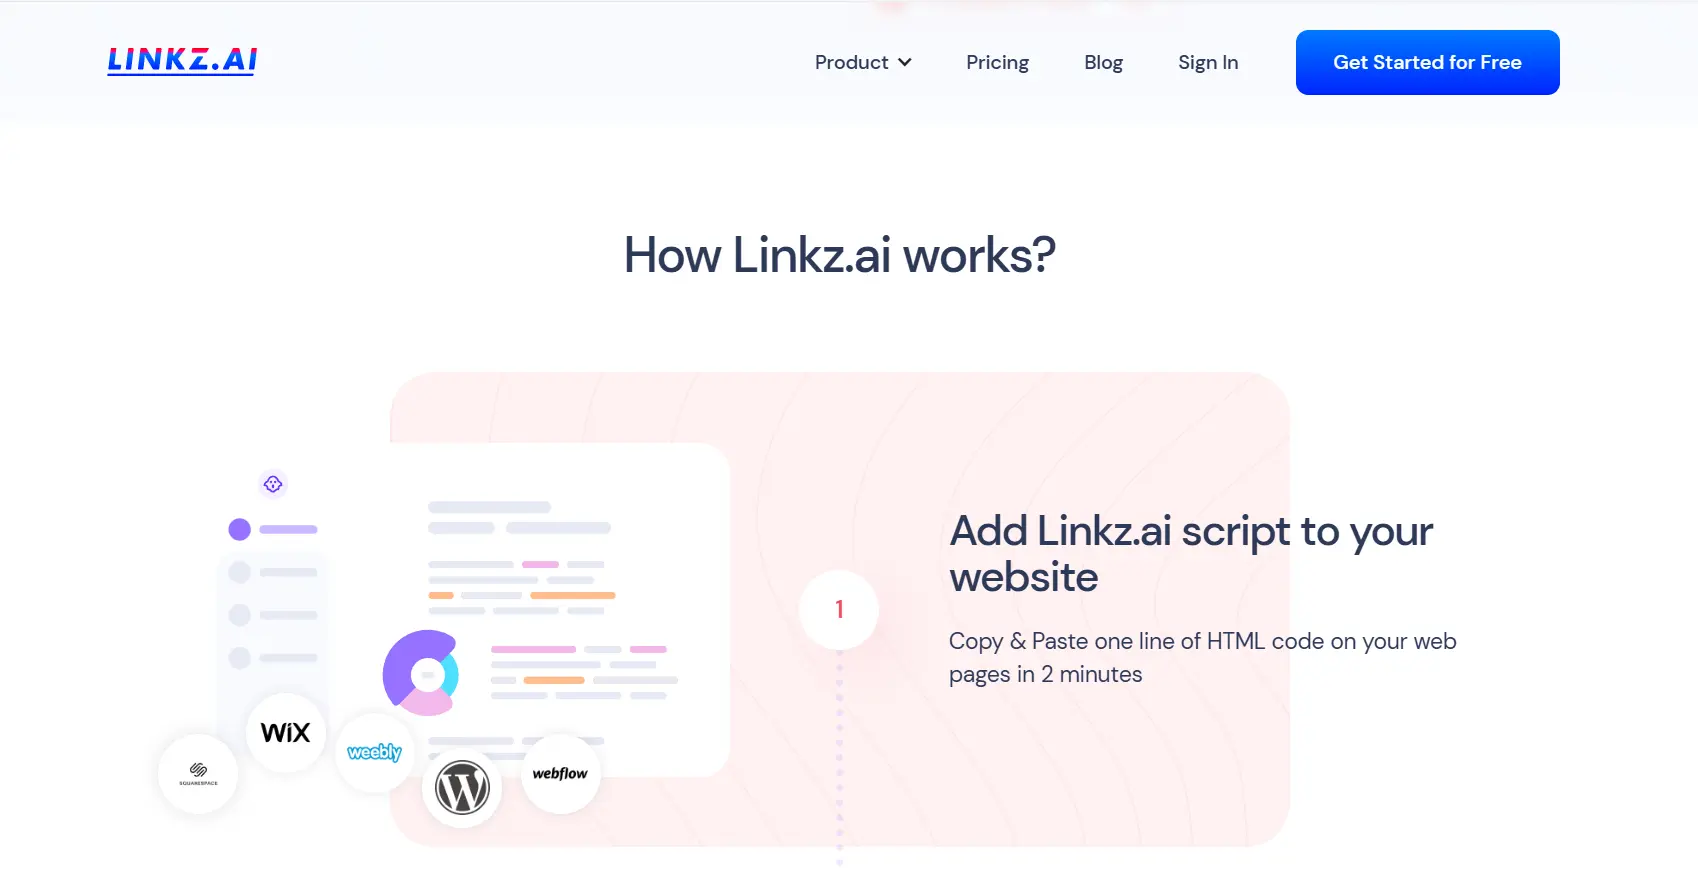 LINKZ.AI
Product
Pricing
Blog
Sign In
Get Started for Free
How Linkz.ai works?
Add Linkz.ai script to your
website
1
Copy & Paste one line of HTML code on your web
pages in 2 minutes
WiX
weebly
SQUARESPACE
W
webflow